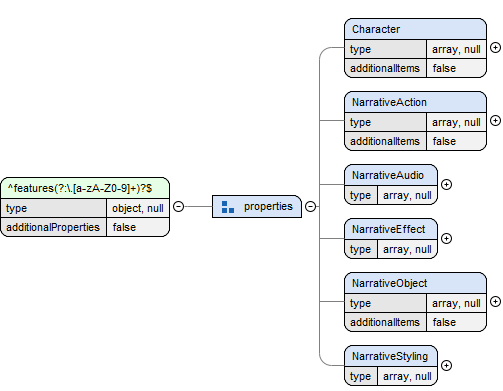 Character
type array, null
additionalItems false
NarrativeAction
type array, null
additionalItems false
^features(?:\.[a-zA-Z0-9]+)?$
type object, null
additionalProperties false
properties
NarrativeAudio
type array, null
NarrativeEffect
type array, null
NarrativeObject
type array, null
additionalItems false
NarrativeStyling
type array, null